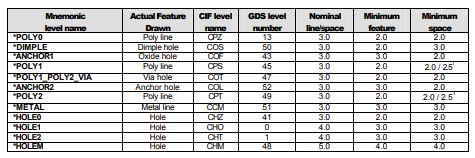 Mnemonic level name Actual Feature Drawn CIF level name GDS level number Nominal line/space Minimum feature Minimum space
*POLY0 Poly line CPZ 13 3.0 2.0 2.0
*DIMPLE Dimple hole COS 50 3.0 2.0 3.0
*ANCHOR1 Oxide hole COF 43 3.0 3.0 2.0
*POLY1 Poly line CPS 45 3.0 2.0 2.0 / 2.5¹
*POLY1_POLY2_VIA Via hole COT 47 3.0 2.0 2.0
*ANCHOR2 Anchor hole COL 52 3.0 3.0 2.0
*POLY2 Poly line CPT 49 3.0 2.0 2.0 / 2.5¹
*METAL Metal line CCM 51 3.0 3.0 3.0
*HOLE0 Hole CHZ 41 3.0 2.0 2.0
*HOLE1 Hole CHO 0 4.0 3.0 3.0
*HOLE2 Hole CHT 1 4.0 3.0 3.0
*HOLEM Hole CHM 48 5.0 4.0 4.0